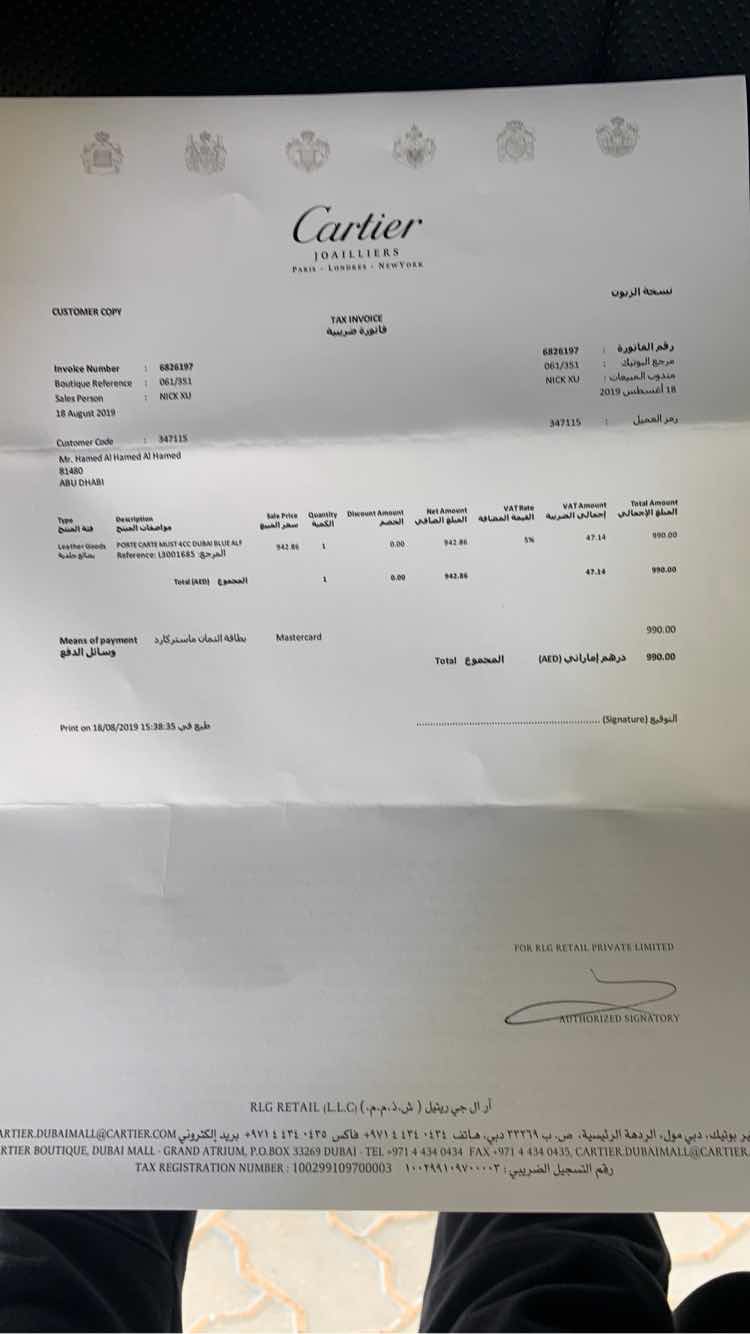 Cartier
JOAILLIERS
PARIS - LONDRES - NEWYORK
نسخة الزبون
CUSTOMER COPY
TAX INVOICE
فاتورة ضريبية
Invoice Number : 6826197
6826197 : رقم الفاتورة
Boutique Reference : 061/351
061/351 : مرجع البوتيك
Sales Person : NICK XU
NICK XU : مندوب المبيعات
18 August 2019
18 أغسطس 2019
Customer Code : 347115
347115 : رمز العميل
Mr. Hamed Al Hamed Al Hamed
81480
ABU DHABI
Type Description Sale Price Quantity Discount Amount Net Amount VAT Rate VAT Amount Total Amount
فئة المنتج مواصفات المنتج سعر المبيع الكمية الخصم المبلغ الصافي القيمة المضافة إجمالي الضريبة المبلغ الإجمالي
Leather Goods PORTE CARTE MUST 4CC DUBAI BLUE ALF 942.86 1 0.00 942.86 5% 47.14 990.00
بضائع جلدية Reference: L3001685 :المرجع
Total (AED) المجموع 1 0.00 942.86 47.14 990.00
Means of payment بطاقة ائتمان ماستركارد Mastercard 990.00
وسائل الدفع
Total المجموع (AED) درهم إماراتي 990.00
Print on 18/08/2019 15:38:35 طبع في
التوقيع (Signature)
FOR RLG RETAIL PRIVATE LIMITED
AUTHORIZED SIGNATORY
RLG RETAIL (L.L.C) (.آر ال جي ريتيل ( ش.ذ.م.م
بوتيك، دبي مول، الردهة الرئيسية، ص. ب ٣٣٢٦٩ دبي، هاتف ٠٤٣٤ ٤٣٤ ٤ ٩٧١+ فاكس ٠٤٣٥ ٤٣٤ ٤ ٩٧١+ بريد إلكتروني ARTIER.DUBAIMALL@CARTIER.COM
RTIER BOUTIQUE, DUBAI MALL - GRAND ATRIUM, P.O.BOX 33269 DUBAI - TEL +971 4 434 0434 FAX +971 4 434 0435, CARTIER.DUBAIMALL@CARTIER.
TAX REGISTRATION NUMBER : 100299109700003 رقم التسجيل الضريبي : ١٠٠٢٩٩١٠٩٧٠٠٠٠٣